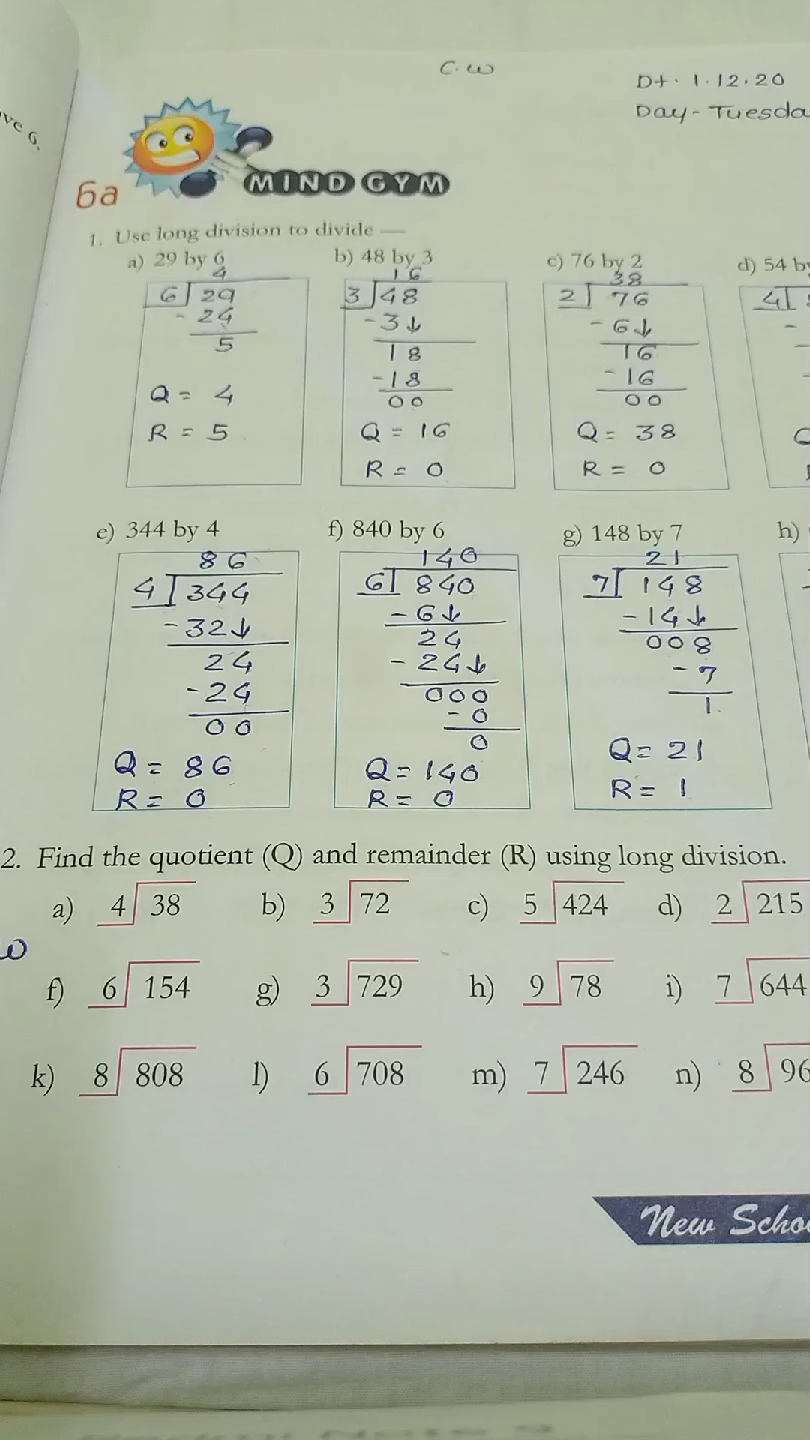 C.W
Dt. 1.12.20
Day - Tuesda
ve 6.
6a MIND GYM
1. Use long division to divide —
a) 29 by 6 b) 48 by 3 c) 76 by 2 d) 54 by
4 16 38
6 29 3 48 2 76 4
- 24 - 3↓ - 6↓ -
5 18 16
- 18 - 16
Q = 4 00 00
R = 5 Q = 16 Q = 38
R = 0 R = 0
e) 344 by 4 f) 840 by 6 g) 148 by 7 h)
86 140 21
4 344 6 840 7 148
- 32↓ - 6↓ - 14↓
24 24 008
- 24 - 24↓ - 7
00 000 1.
- 0
0
Q = 86 Q = 140 Q = 21
R = 0 R = 0 R = 1
2. Find the quotient (Q) and remainder (R) using long division.
a) 4 38 b) 3 72 c) 5 424 d) 2 215
f) 6 154 g) 3 729 h) 9 78 i) 7 644
k) 8 808 l) 6 708 m) 7 246 n) 8 96
New Scho